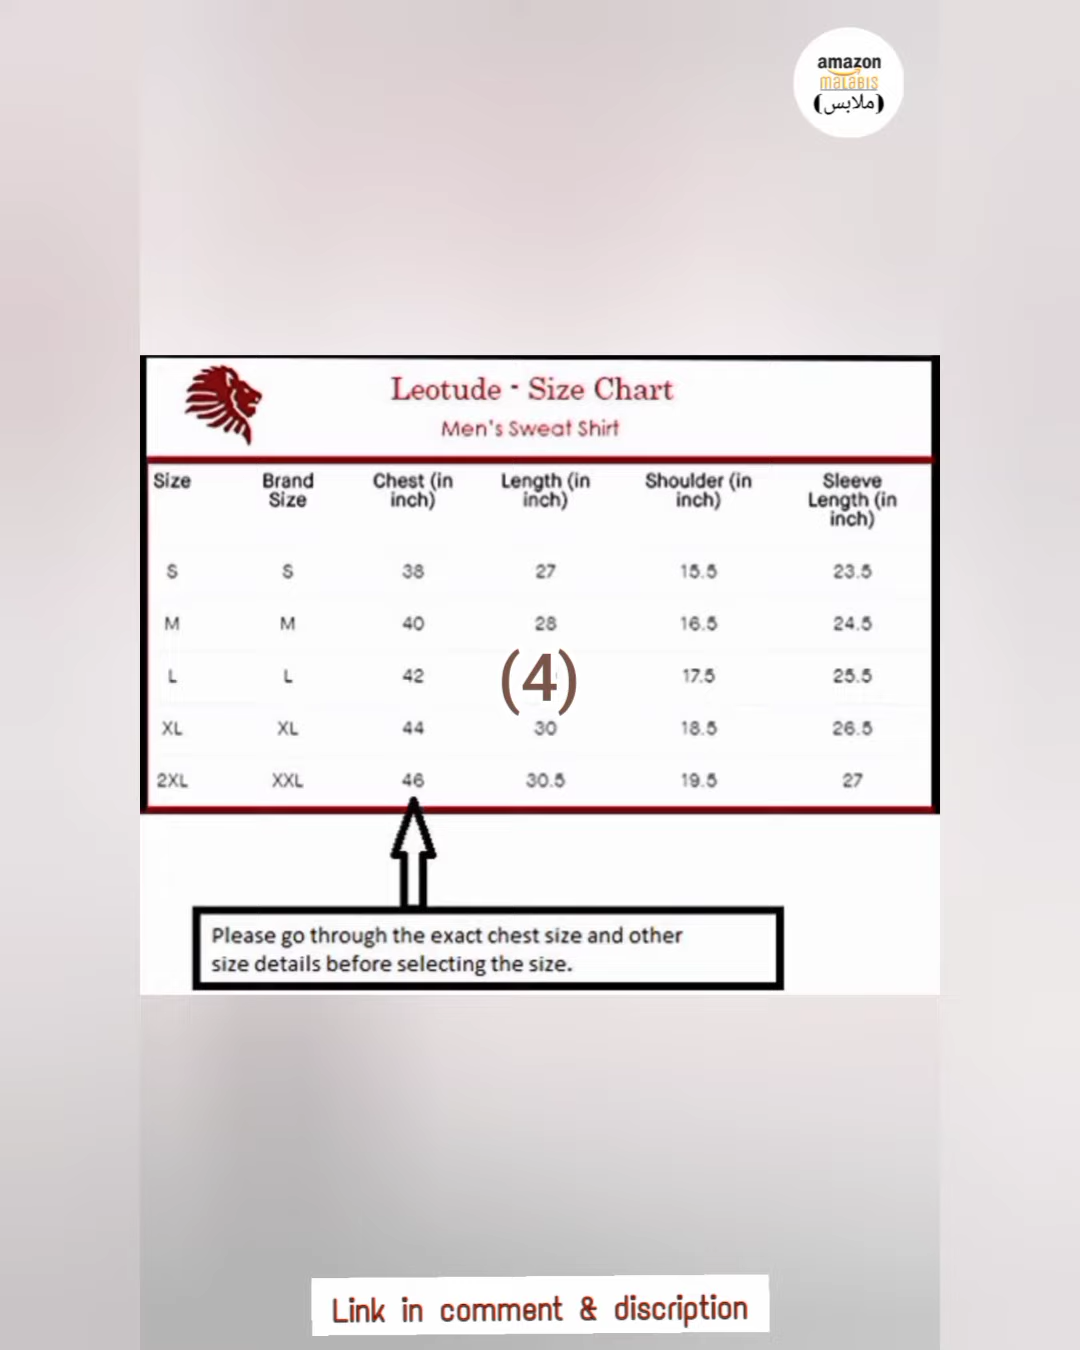 amazon
malabis
(ملابس)
Leotude - Size Chart
Men's Sweat Shirt
Size Brand Size Chest (in inch) Length (in inch) Shoulder (in inch) Sleeve Length (in inch)
S S 38 27 15.5 23.5
M M 40 28 16.5 24.5
L L 42 (4) 17.5 25.5
XL XL 44 30 18.5 26.5
2XL XXL 46 30.5 19.5 27
Please go through the exact chest size and other
size details before selecting the size.
Link in comment & discription